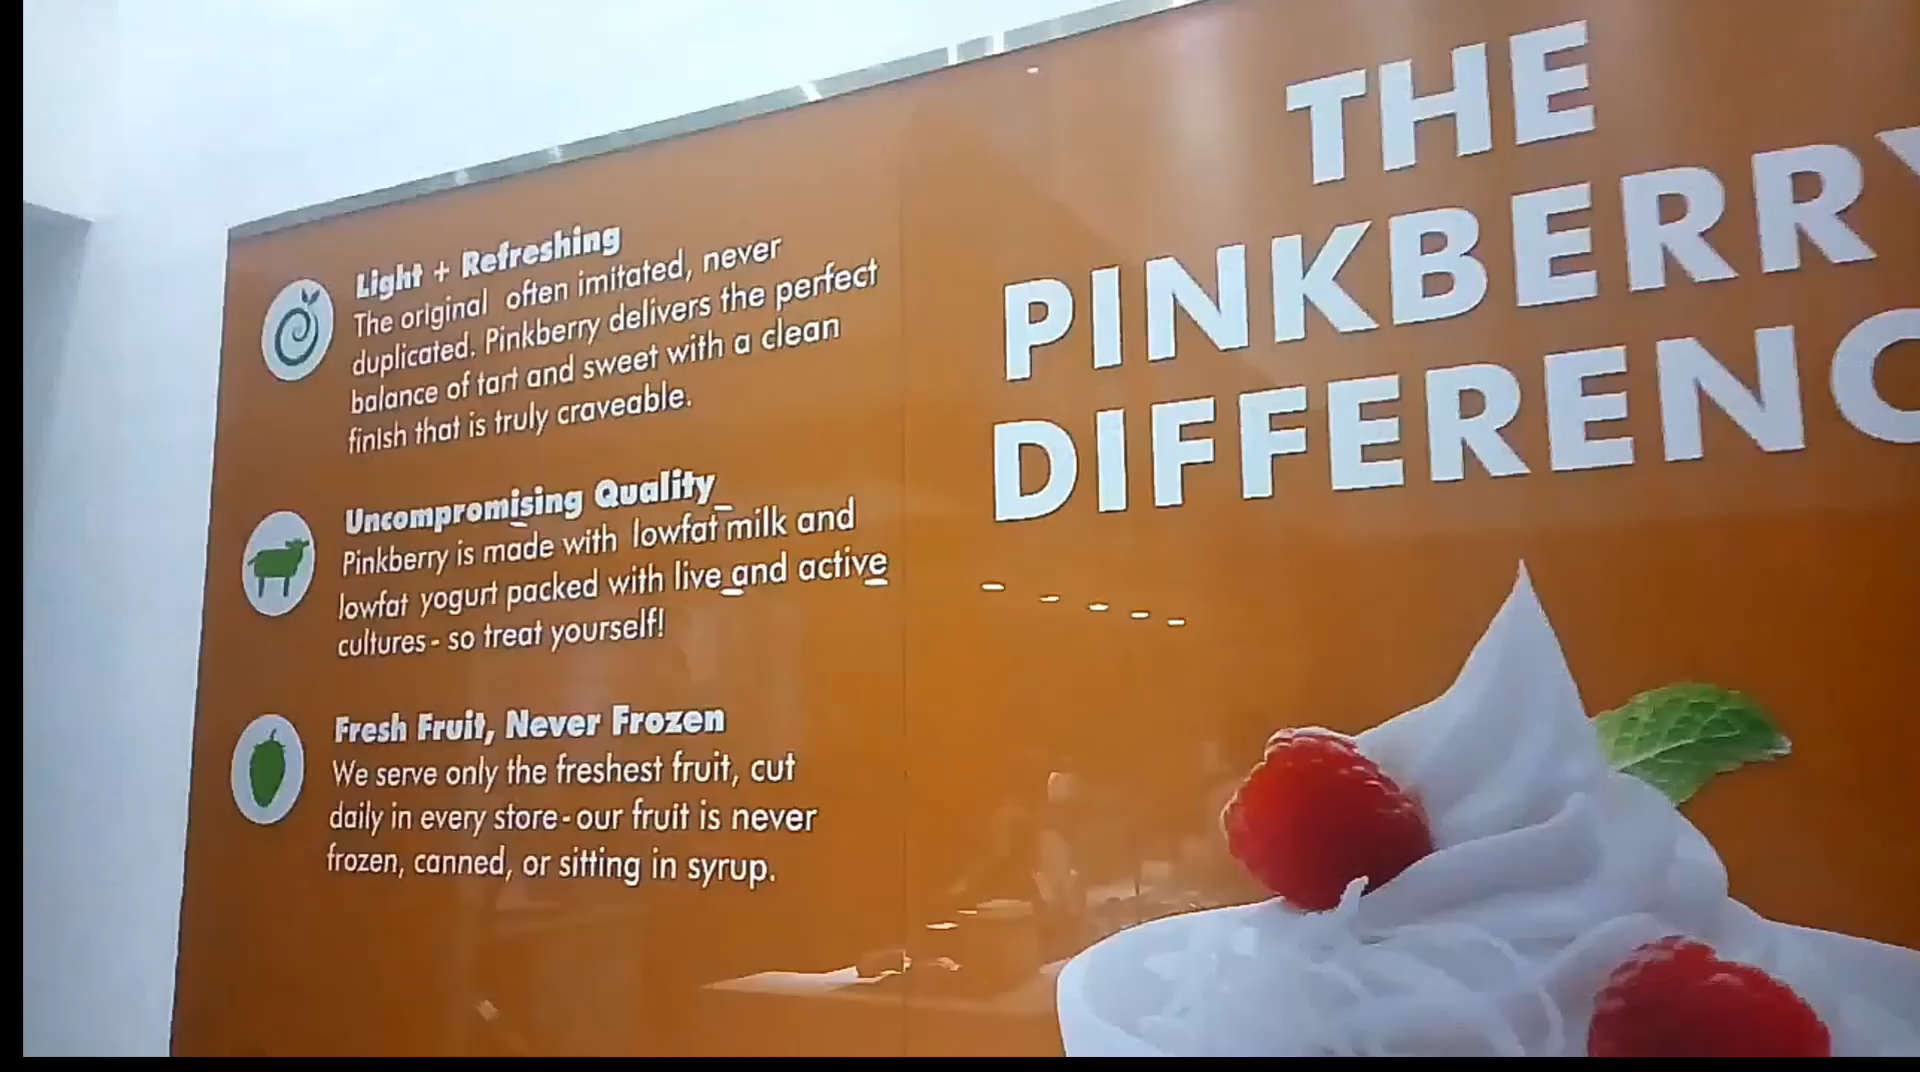 Light + Refreshing
The original often imitated, never
duplicated. Pinkberry delivers the perfect
balance of tart and sweet with a clean
finish that is truly craveable.
Uncompromising Quality
Pinkberry is made with lowfat milk and
lowfat yogurt packed with live and active
cultures - so treat yourself!
Fresh Fruit, Never Frozen
We serve only the freshest fruit, cut
daily in every store - our fruit is never
frozen, canned, or sitting in syrup.
THE
PINKBERRY
DIFFERENC